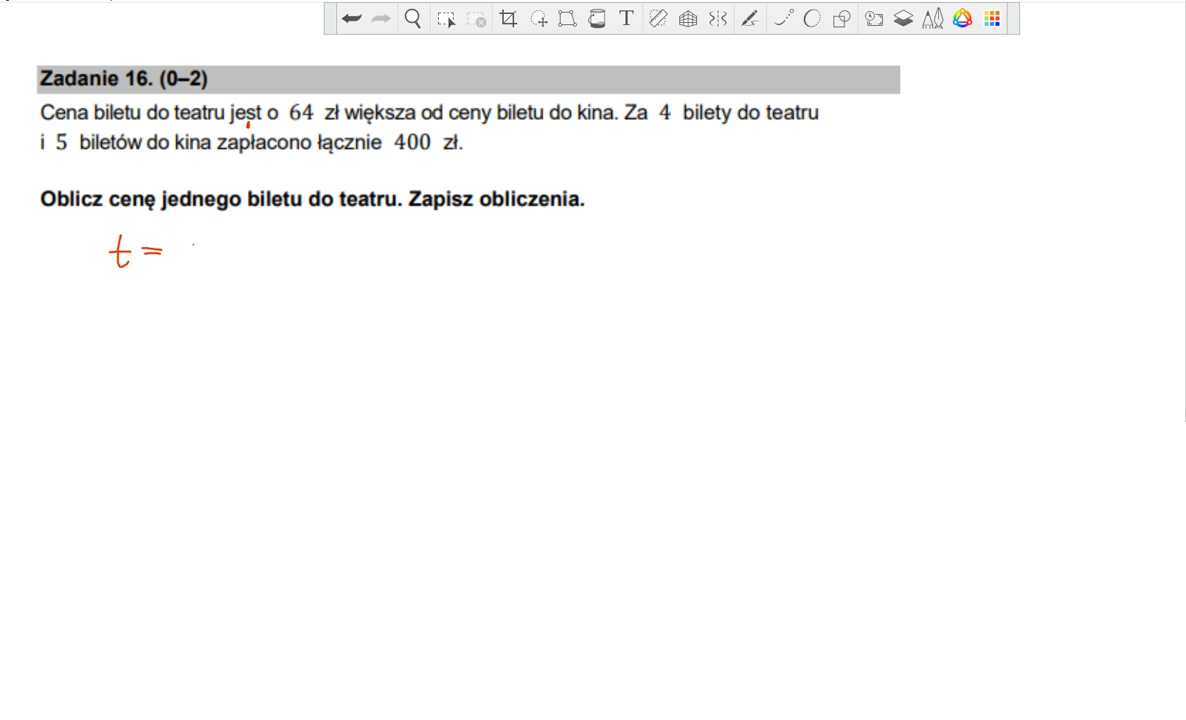 Zadanie 16. (0–2)
Cena biletu do teatru jest o 64 zł większa od ceny biletu do kina. Za 4 bilety do teatru
i 5 biletów do kina zapłacono łącznie 400 zł.
Oblicz cenę jednego biletu do teatru. Zapisz obliczenia.
t =